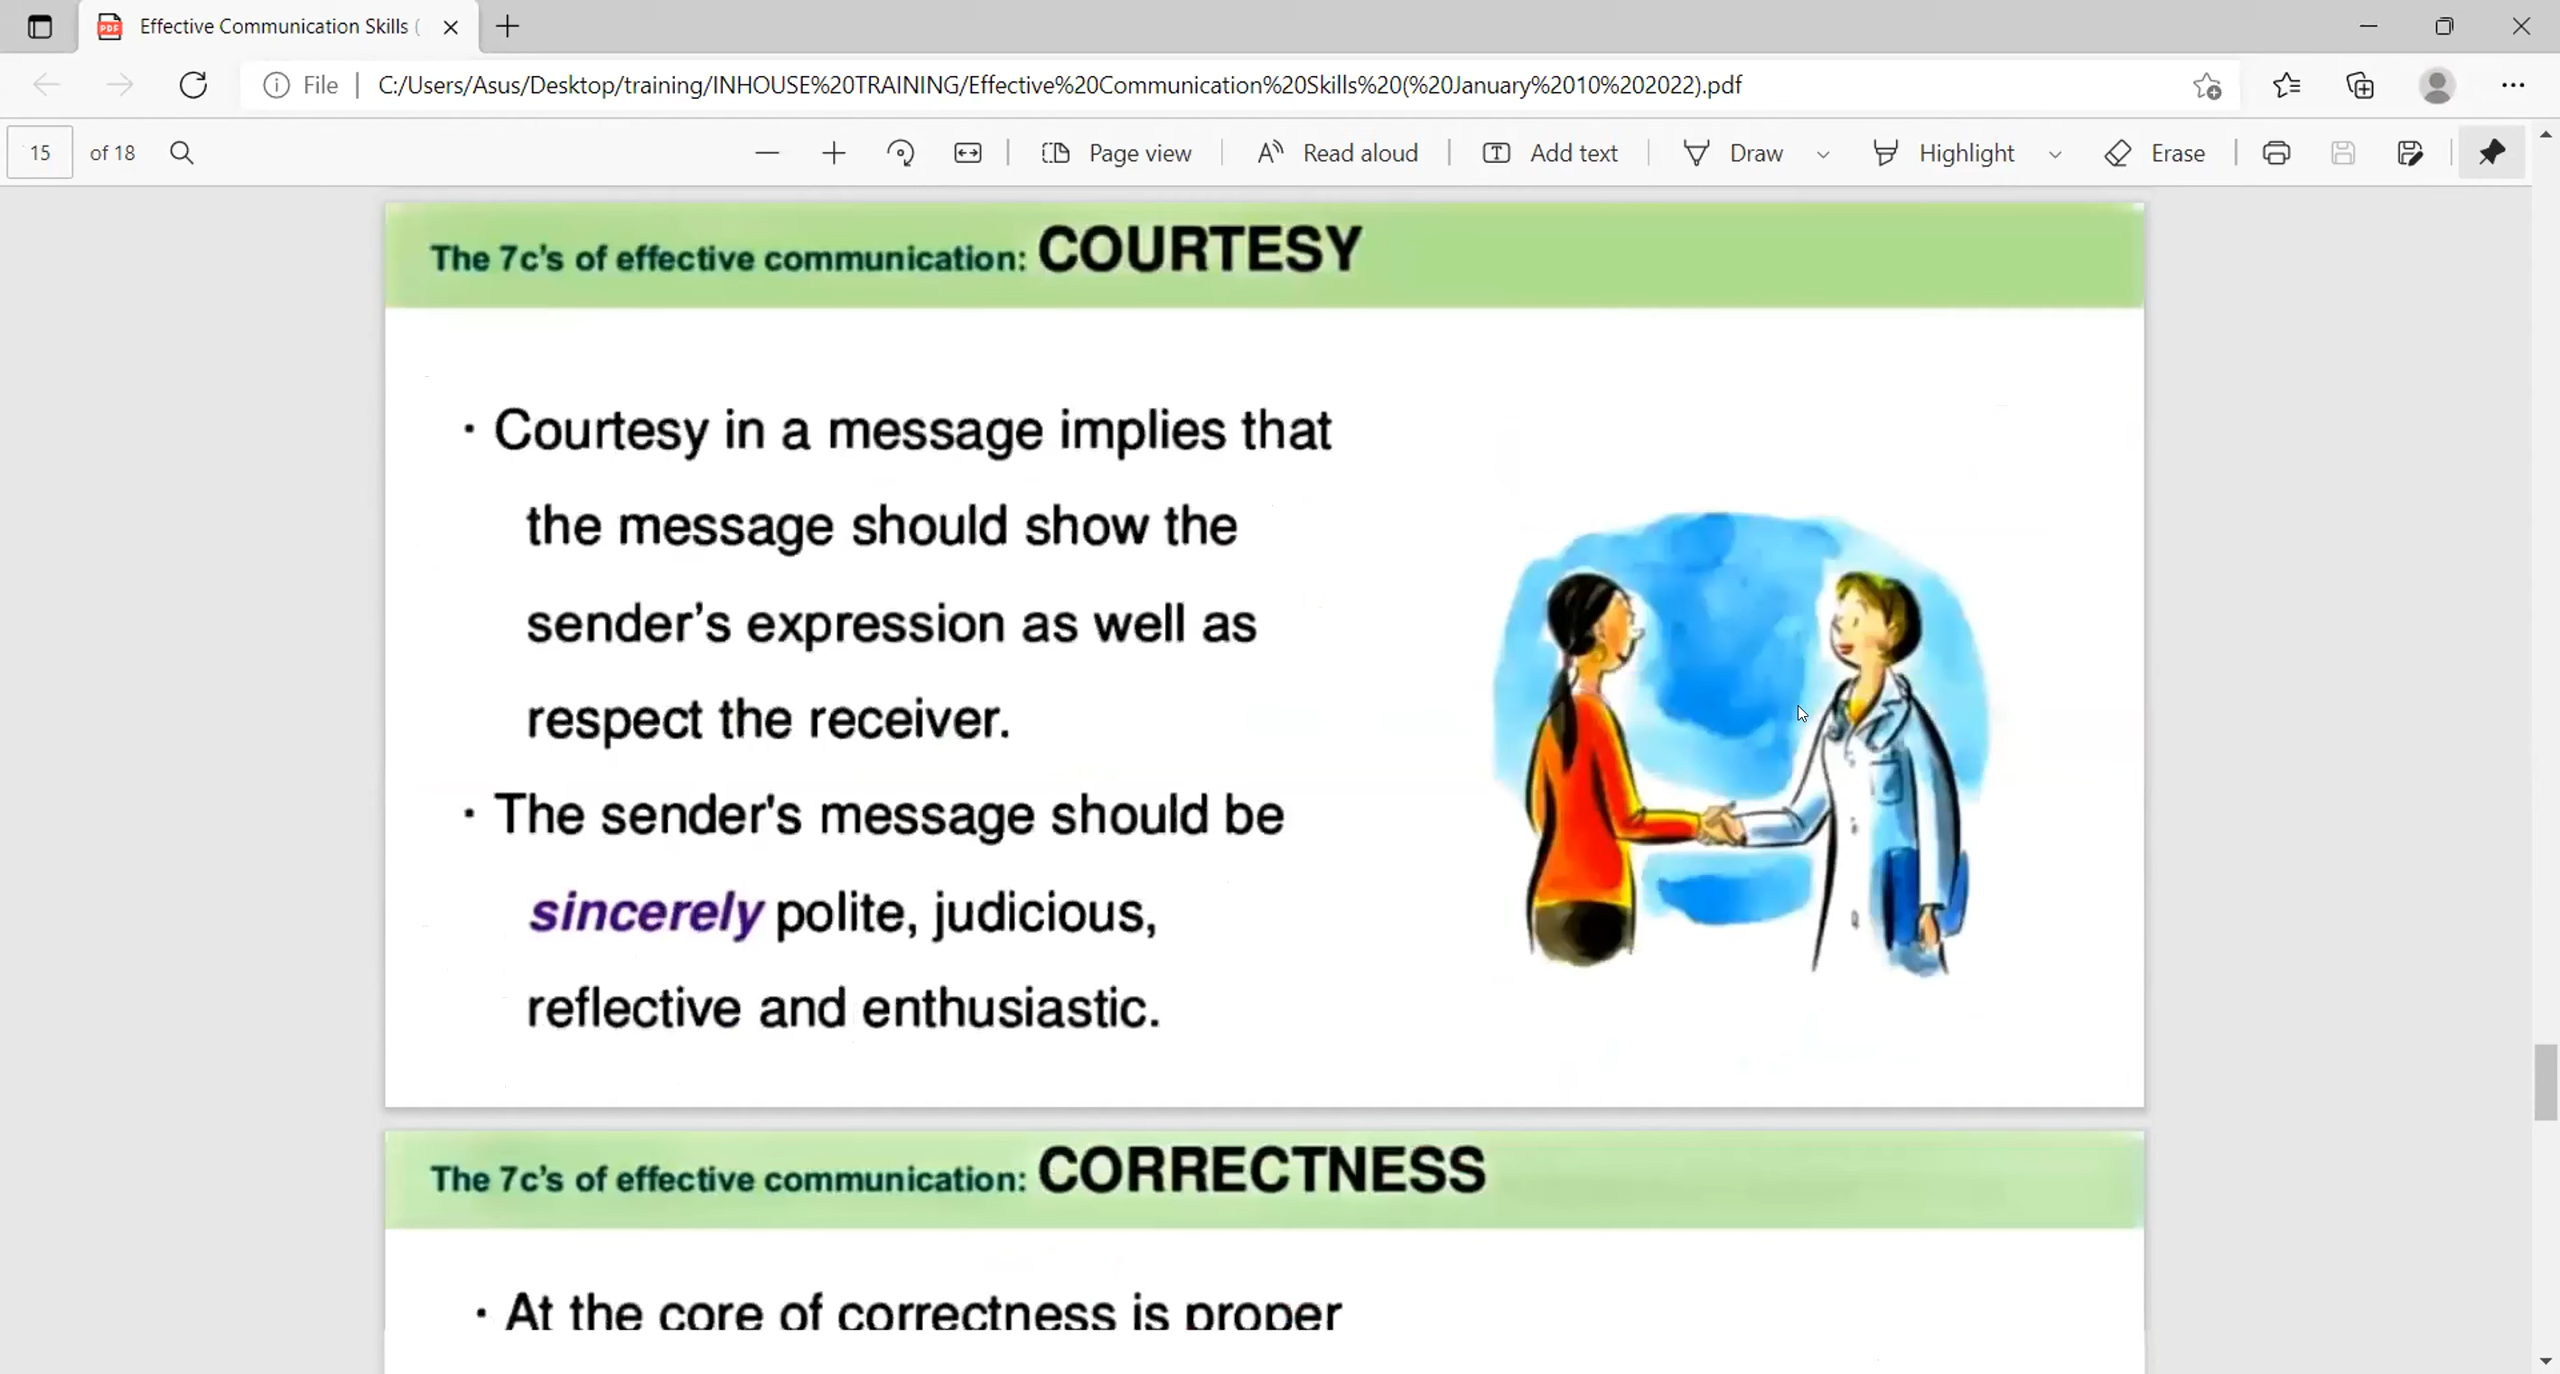 Effective Communication Skills (
File
C:/Users/Asus/Desktop/training/INHOUSE%20TRAINING/Effective%20Communication%20Skills%20(%20January%2010%202022).pdf
15 of 18
Page view
Read aloud
Add text
Draw
Highlight
Erase
The 7c's of effective communication: COURTESY
· Courtesy in a message implies that
the message should show the
sender’s expression as well as
respect the receiver.
· The sender's message should be
sincerely polite, judicious,
reflective and enthusiastic.
The 7c's of effective communication: CORRECTNESS
· At the core of correctness is proper